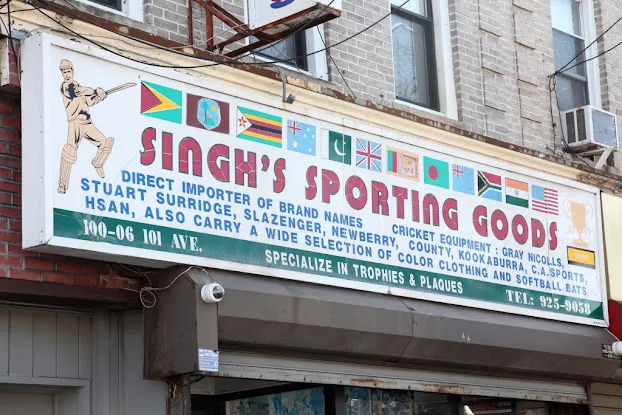 SINGH'S SPORTING GOODS
DIRECT IMPORTER OF BRAND NAMES CRICKET EQUIPMENT : GRAY NICOLLS,
STUART SURRIDGE, SLAZENGER, NEWBERRY, COUNTY, KOOKABURRA, C.A.SPORTS,
HSAN, ALSO CARRY A WIDE SELECTION OF COLOR CLOTHING AND SOFTBALL BATS
100-06 101 AVE.
SPECIALIZE IN TROPHIES & PLAQUES
TEL: 925-9058